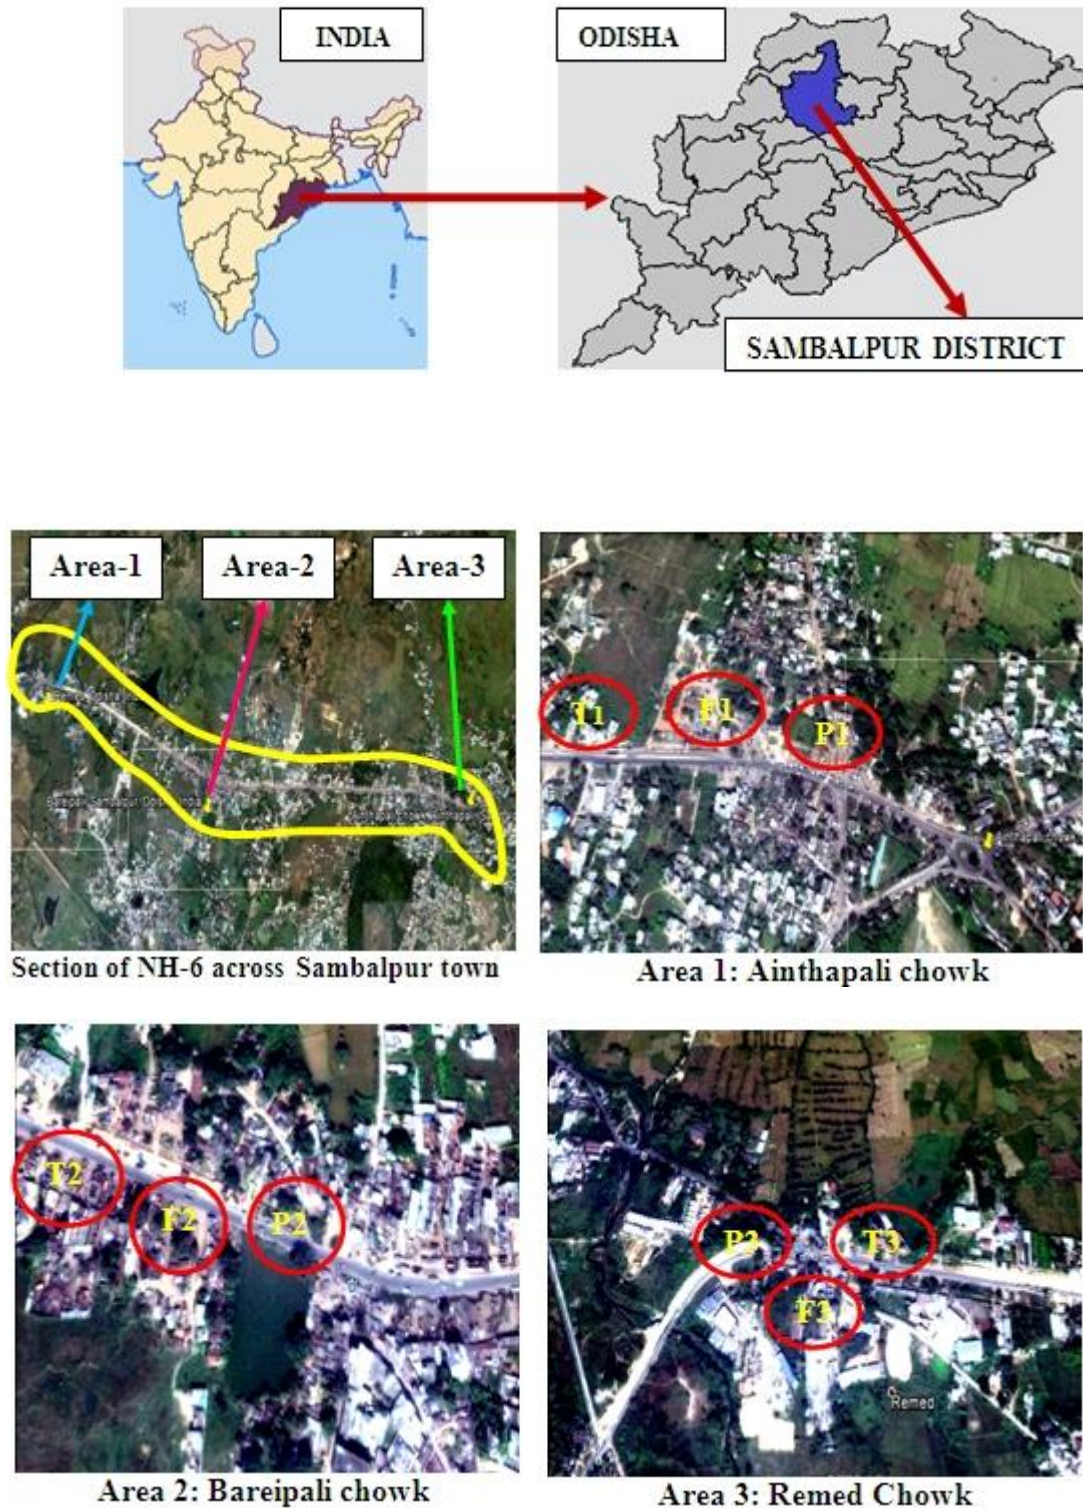 INDIA
ODISHA
SAMBALPUR DISTRICT
Area-1
Area-2
Area-3
Section of NH-6 across Sambalpur town
T1
F1
P1
Area 1: Ainthapali chowk
T2
F2
P2
Area 2: Bareipali chowk
P3
T3
F3
Remed
Area 3: Remed Chowk